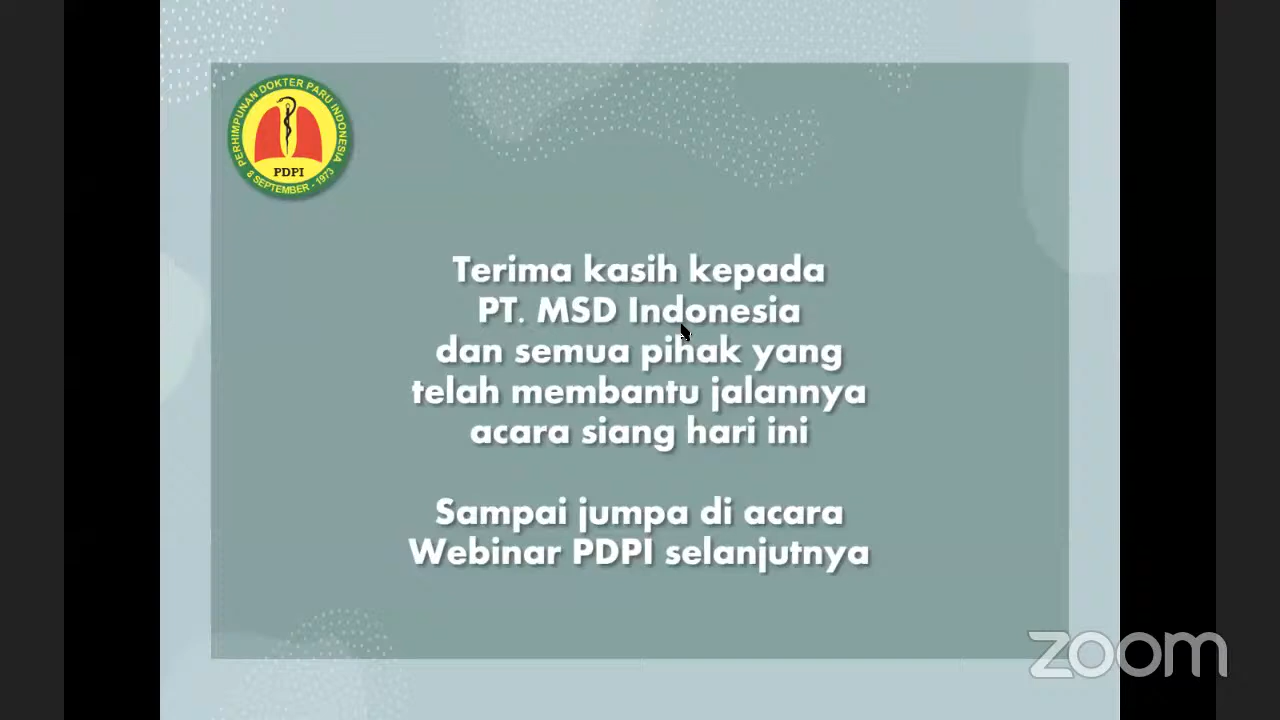 PERHIMPUNAN DOKTER PARU INDONESIA
PDPI
8 SEPTEMBER - 1973
Terima kasih kepada
PT. MSD Indonesia
dan semua pihak yang
telah membantu jalannya
acara siang hari ini
Sampai jumpa di acara
Webinar PDPI selanjutnya
zoom